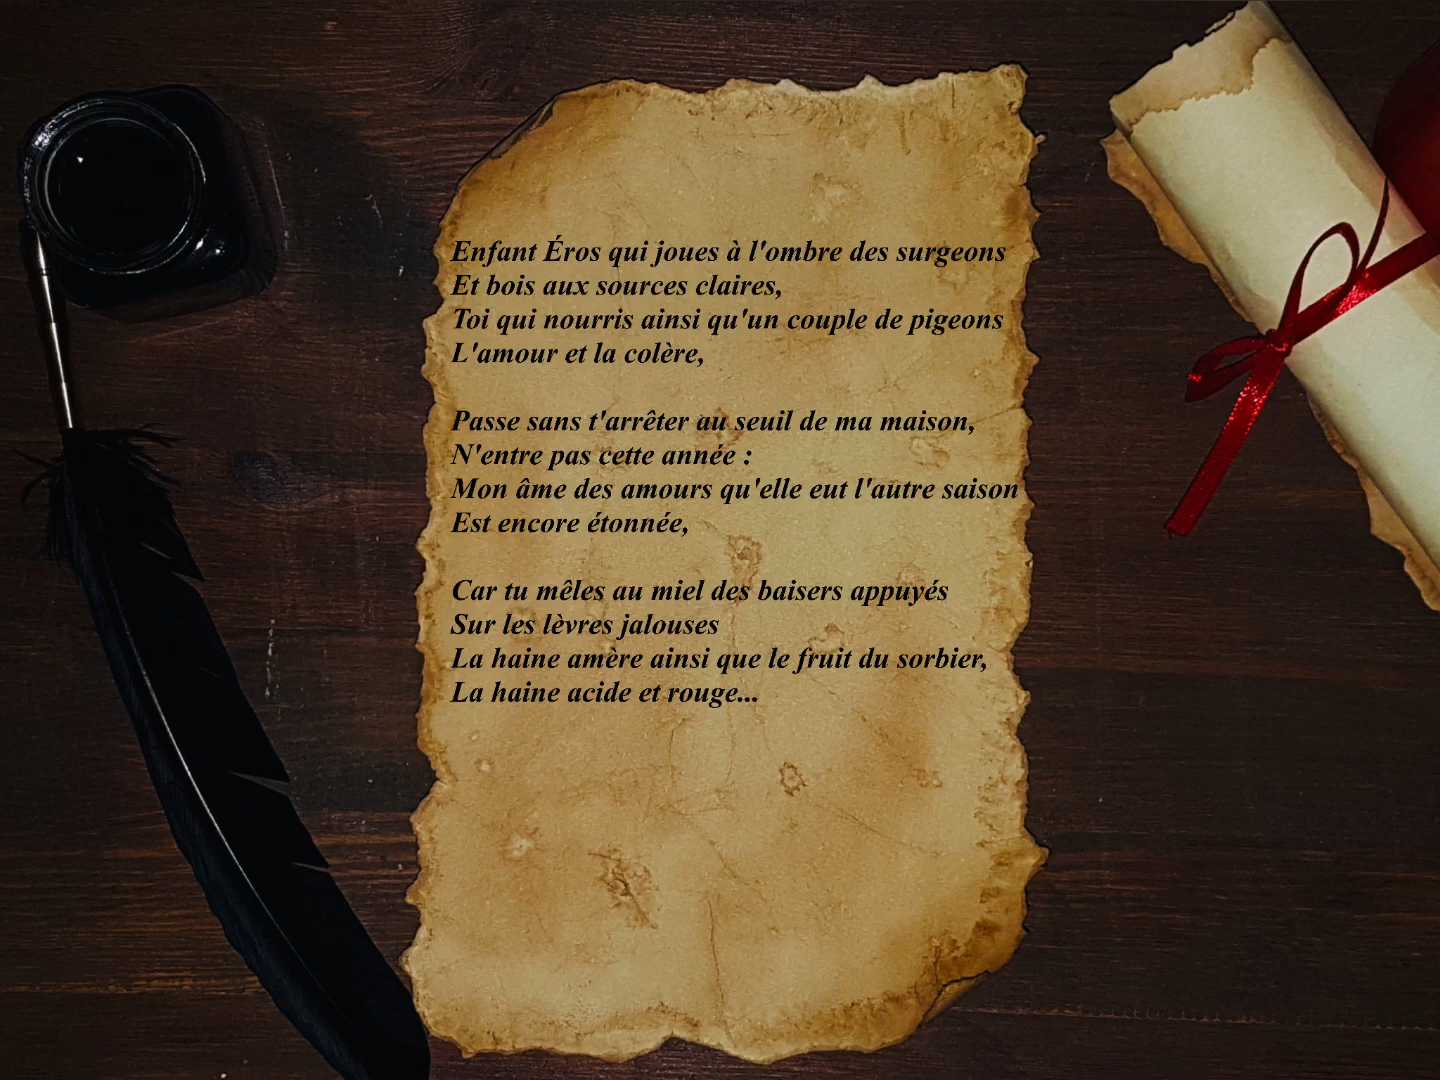 Enfant Éros qui joues à l'ombre des surgeons
Et bois aux sources claires,
Toi qui nourris ainsi qu'un couple de pigeons
L'amour et la colère,
Passe sans t'arrêter au seuil de ma maison,
N'entre pas cette année :
Mon âme des amours qu'elle eut l'autre saison
Est encore étonnée,
Car tu mêles au miel des baisers appuyés
Sur les lèvres jalouses
La haine amère ainsi que le fruit du sorbier,
La haine acide et rouge...